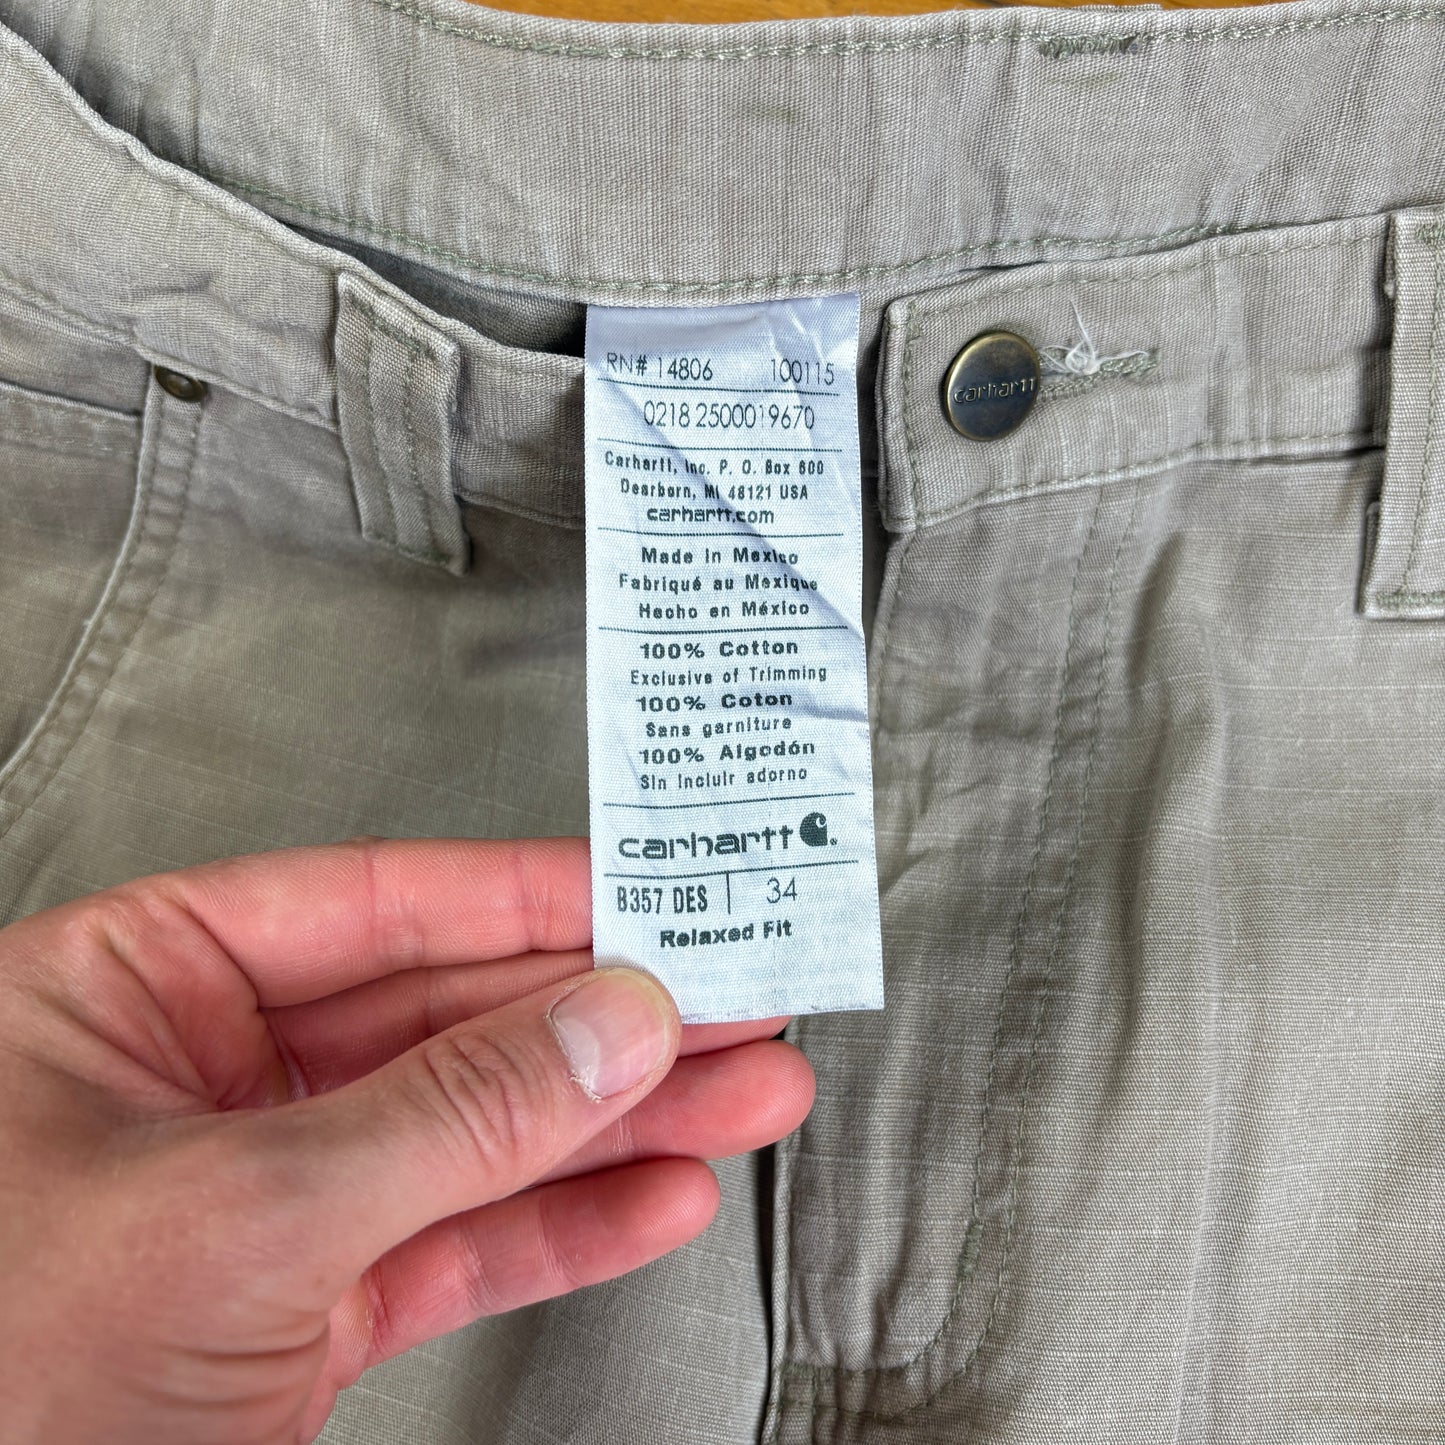 RN# 14806 100115
0218 2500019670
Carhartt, Inc. P. O. Box 600
Dearborn, MI 48121 USA
carhartt.com
Made in Mexico
Fabriqué au Mexique
Hecho en México
100% Cotton
Exclusive of Trimming
100% Coton
Sans garniture
100% Algodón
Sin incluir adorno
carhartt
B357 DES | 34
Relaxed Fit
carhartt